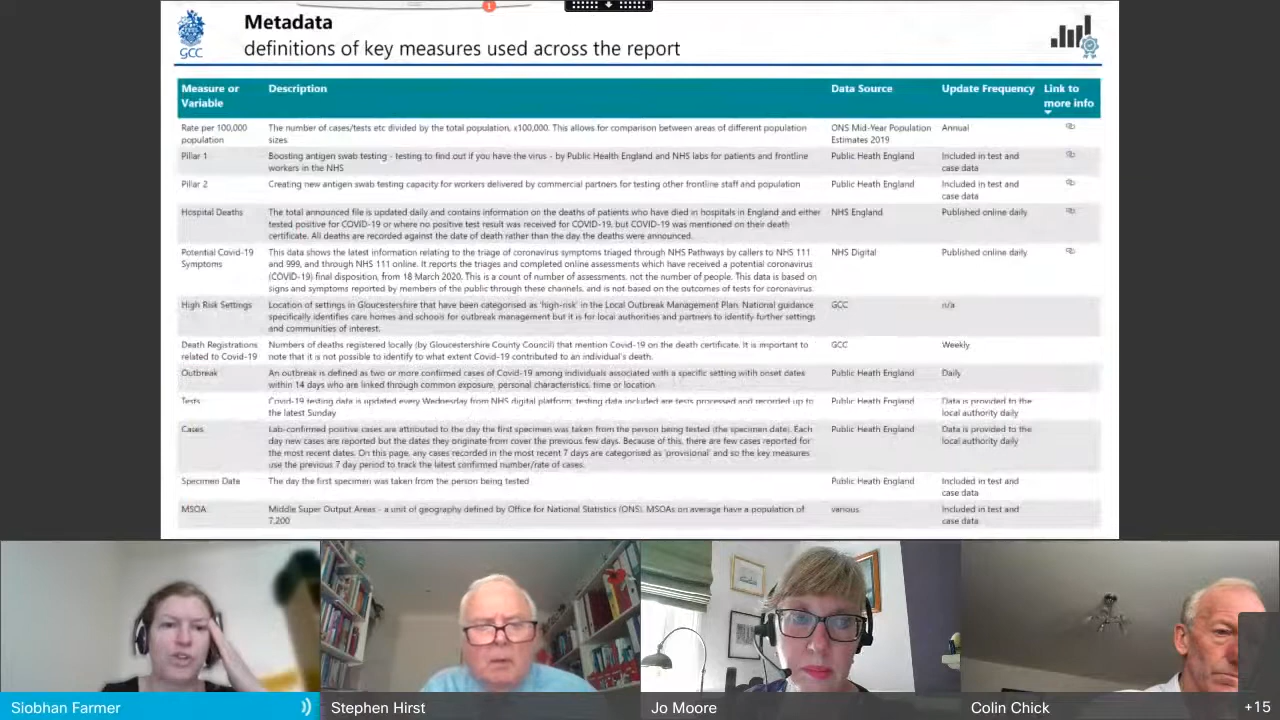 1
GCC
Metadata
definitions of key measures used across the report
Measure or Variable Description Data Source Update Frequency Link to more info
Rate per 100,000 population The number of cases/tests etc divided by the total population, x100,000. This allows for comparison between areas of different population sizes. ONS Mid-Year Population Estimates 2019 Annual
Pillar 1 Boosting antigen swab testing - testing to find out if you have the virus - by Public Health England and NHS labs for patients and frontline workers in the NHS Public Heath England Included in test and case data
Pillar 2 Creating new antigen swab testing capacity for workers delivered by commercial partners for testing other frontline staff and population Public Heath England Included in test and case data
Hospital Deaths The total announced file is updated daily and contains information on the deaths of patients who have died in hospitals in England and either tested positive for COVID-19 or where no positive test result was received for COVID-19, but COVID-19 was mentioned on their death certificate. All deaths are recorded against the date of death rather than the day the deaths were announced. NHS England Published online daily
Potential Covid-19 Symptoms This data shows the latest information relating to the triage of coronavirus symptoms triaged through NHS Pathways by callers to NHS 111 and 999, and through NHS 111 online. It reports the triages and completed online assessments which have received a potential coronavirus (COVID-19) final disposition, from 18 March 2020. This is a count of number of assessments, not the number of people. This data is based on signs and symptoms reported by members of the public through these channels, and is not based on the outcomes of tests for coronavirus. NHS Digital Published online daily
High Risk Settings Location of settings in Gloucestershire that have been categorised as 'high-risk' in the Local Outbreak Management Plan. National guidance specifically identifies care homes and schools for outbreak management but it is for local authorities and partners to identify further settings and communities of interest. GCC n/a
Death Registrations related to Covid-19 Numbers of deaths registered locally (by Gloucestershire County Council) that mention Covid-19 on the death certificate. It is important to note that it is not possible to identify to what extent Covid-19 contributed to an individual's death. GCC Weekly
Outbreak An outbreak is defined as two or more confirmed cases of Covid-19 among individuals associated with a specific setting with onset dates within 14 days who are linked through common exposure, personal characteristics, time or location Public Heath England Daily
Tests Covid-19 testing data is updated every Wednesday from NHS digital platform; testing data included are tests processed and recorded up to the latest Sunday Public Heath England Data is provided to the local authority daily
Cases Lab-confirmed positive cases are attributed to the day the first specimen was taken from the person being tested (the specimen date). Each day new cases are reported but the dates they originate from cover the previous few days. Because of this, there are few cases reported for the most recent dates. On this page, any cases recorded in the most recent 7 days are categorised as 'provisional' and so the key measures use the previous 7 day period to track the latest confirmed number/rate of cases. Public Heath England Data is provided to the local authority daily
Specimen Date The day the first specimen was taken from the person being tested Public Heath England Included in test and case data
MSOA Middle Super Output Areas - a unit of geography defined by Office for National Statistics (ONS). MSOAs on average have a population of 7,200 various Included in test and case data
Siobhan Farmer
Stephen Hirst
Jo Moore
Colin Chick
+15